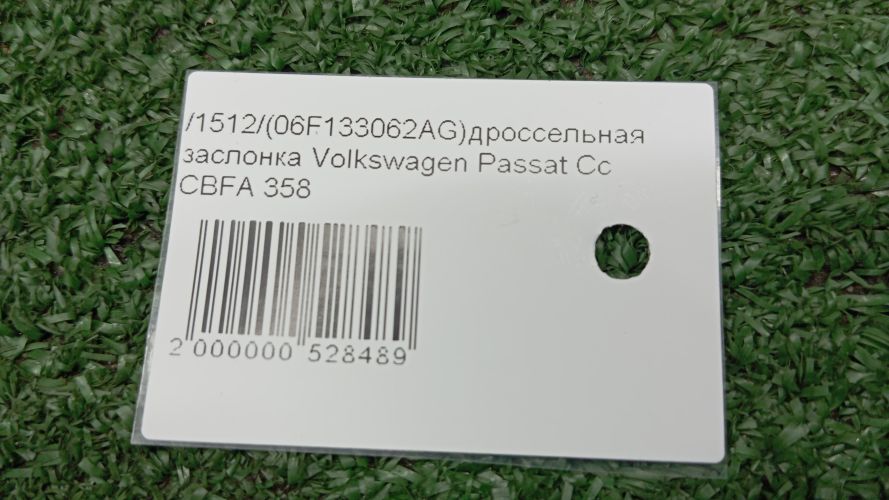 /1512/(06F133062AG)дроссельная
заслонка Volkswagen Passat Cc
CBFA 358
2 000000 528489